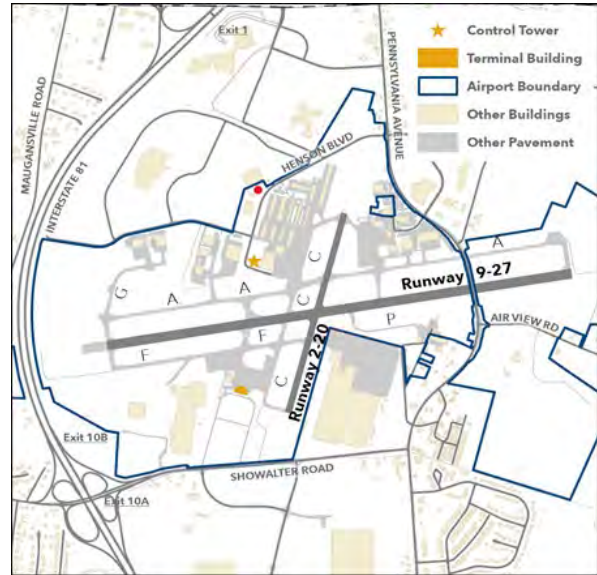 Exit 1
Control Tower
Terminal Building
Airport Boundary
Other Buildings
Other Pavement
MAUGANSVILLE ROAD
INTERSTATE 81
PENNSYLVANIA AVENUE
HENSON BLVD
G
A
A
C
C
C
A
Runway 9-27
F
F
P
AIR VIEW RD
C
Runway 2-20
Exit 10B
Exit 10A
SHOWALTER ROAD